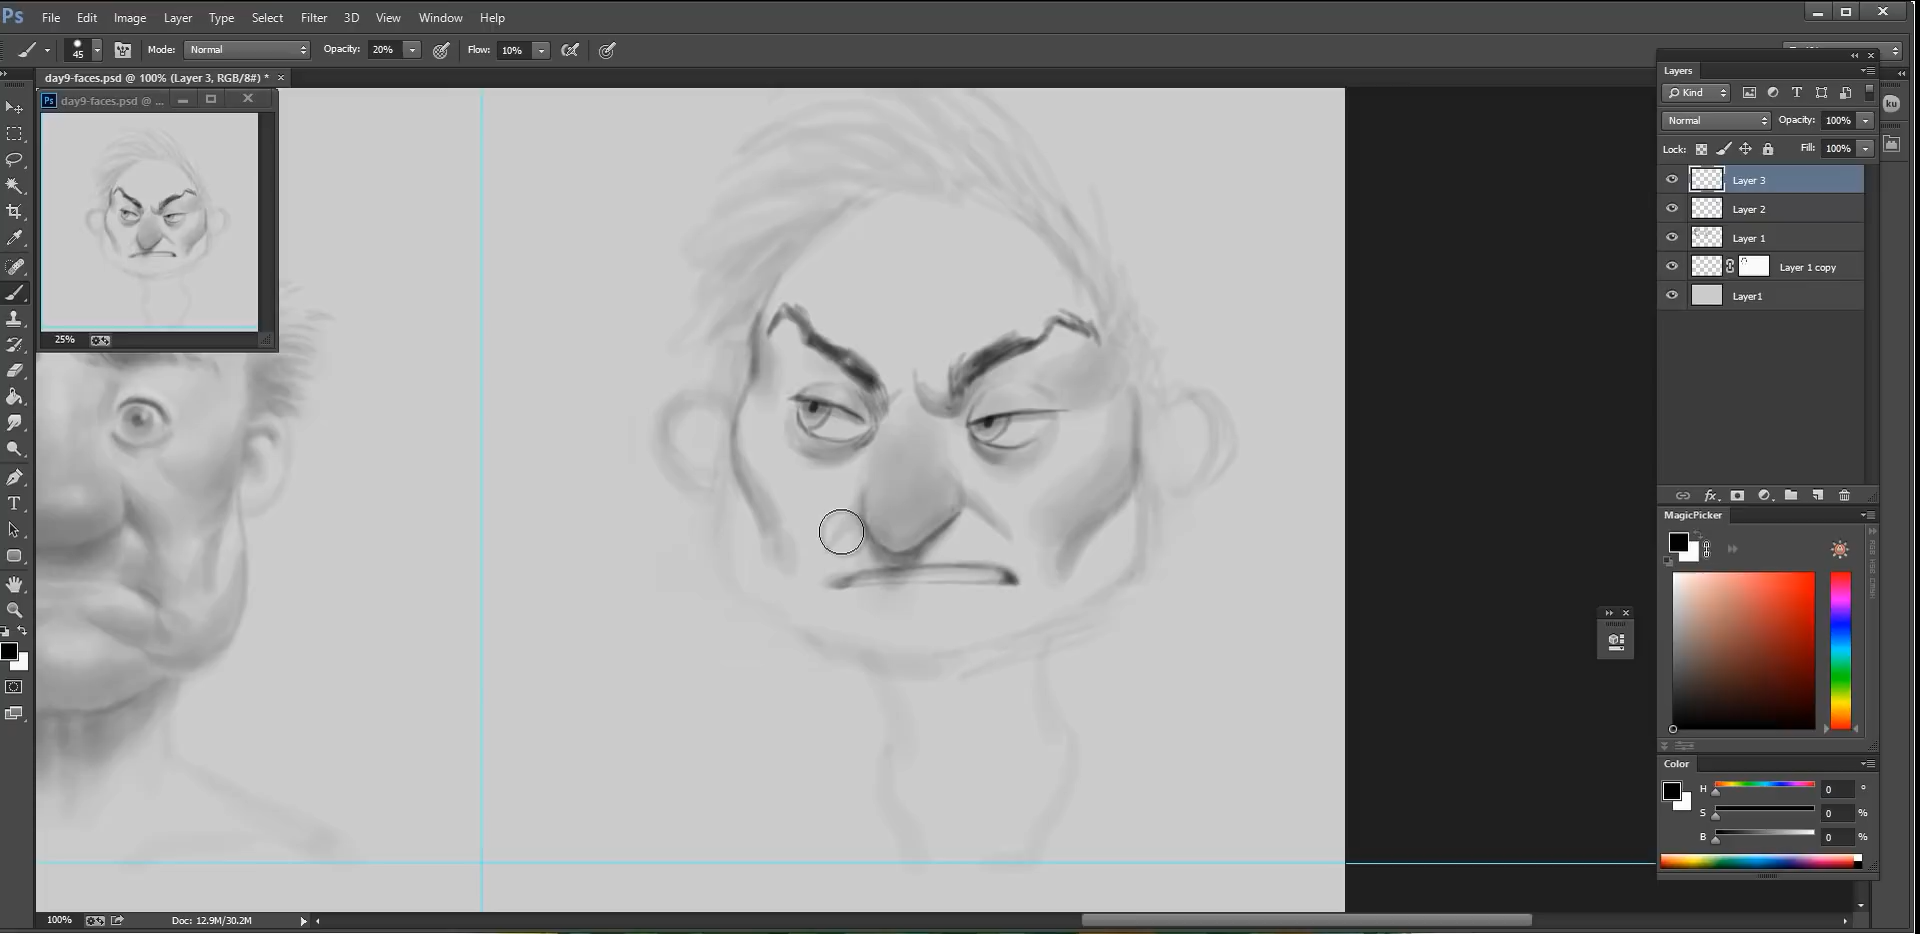 Ps File Edit Image Layer Type Select Filter 3D View Window Help
45 Mode: Normal Opacity: 20% Flow: 10%
day9-faces.psd @ 100% (Layer 3, RGB/8#) * ×
Ps day9-faces.psd @ ...
25%
Layers
Kind
Normal Opacity: 100%
Lock: Fill: 100%
Layer 3
Layer 2
Layer 1
Layer 1 copy
Layer1
fx
ku
MagicPicker
Color
H 0 °
S 0 %
B 0 %
100% Doc: 12.9M/30.2M